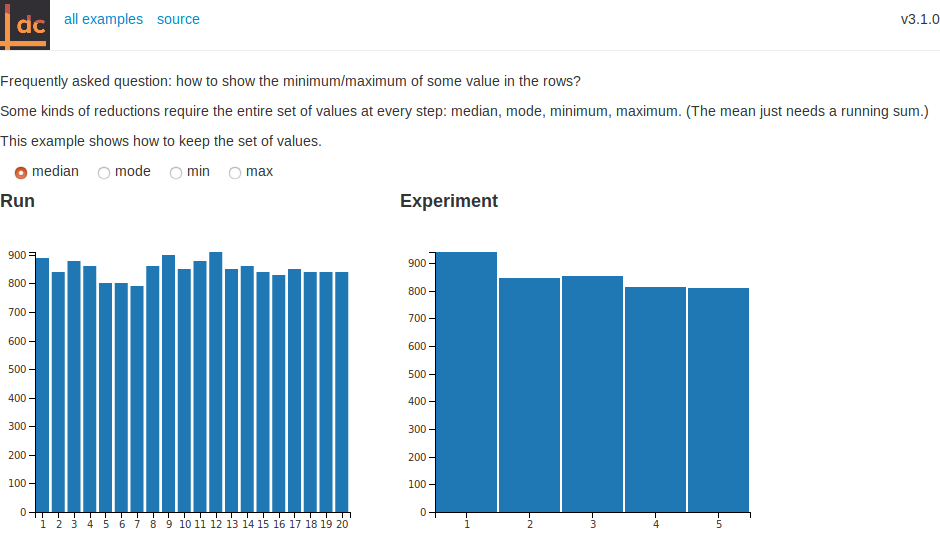 dc all examples source v3.1.0
Frequently asked question: how to show the minimum/maximum of some value in the rows?
Some kinds of reductions require the entire set of values at every step: median, mode, minimum, maximum. (The mean just needs a running sum.)
This example shows how to keep the set of values.
median mode min max
Run
900
800
700
600
500
400
300
200
100
0
1 2 3 4 5 6 7 8 9 10 11 12 13 14 15 16 17 18 19 20
Experiment
900
800
700
600
500
400
300
200
100
0
1 2 3 4 5